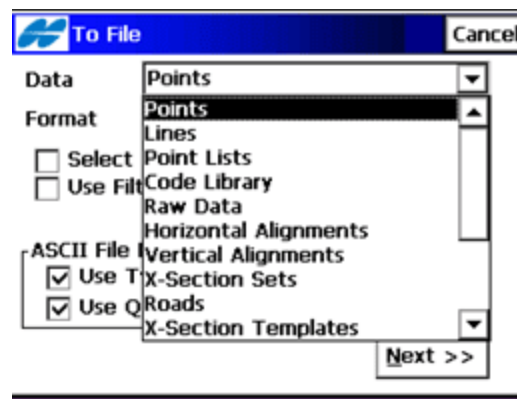 To File
Cancel
Data
Points
Format
Points
Lines
Select
Point Lists
Use Filt
Code Library
Raw Data
Horizontal Alignments
ASCII File
Vertical Alignments
Use T
X-Section Sets
Use Q
Roads
X-Section Templates
Next >>